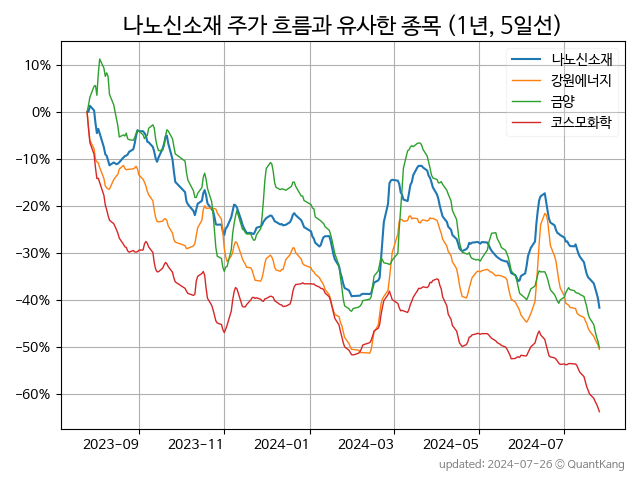 나노신소재 주가 흐름과 유사한 종목 (1년, 5일선)
나노신소재
강원에너지
금양
코스모화학
10%
0%
−10%
−20%
−30%
−40%
−50%
−60%
2023-09 2023-11 2024-01 2024-03 2024-05 2024-07
updated: 2024-07-26 © QuantKang